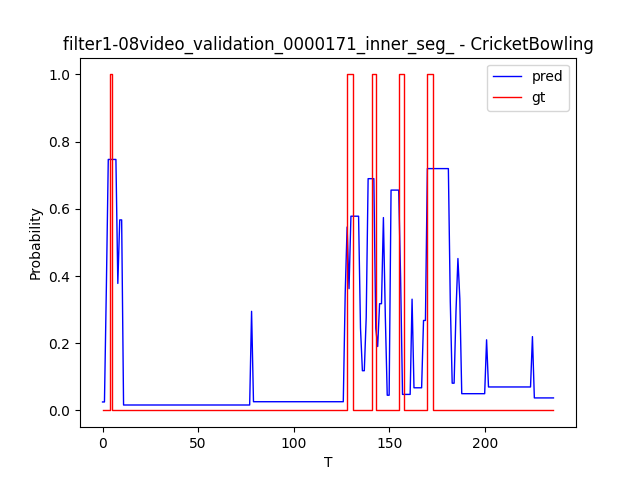 filter1-08video_validation_0000171_inner_seg_ - CricketBowling
pred
gt
1.0
0.8
0.6
0.4
0.2
0.0
Probability
0
50
100
150
200
T